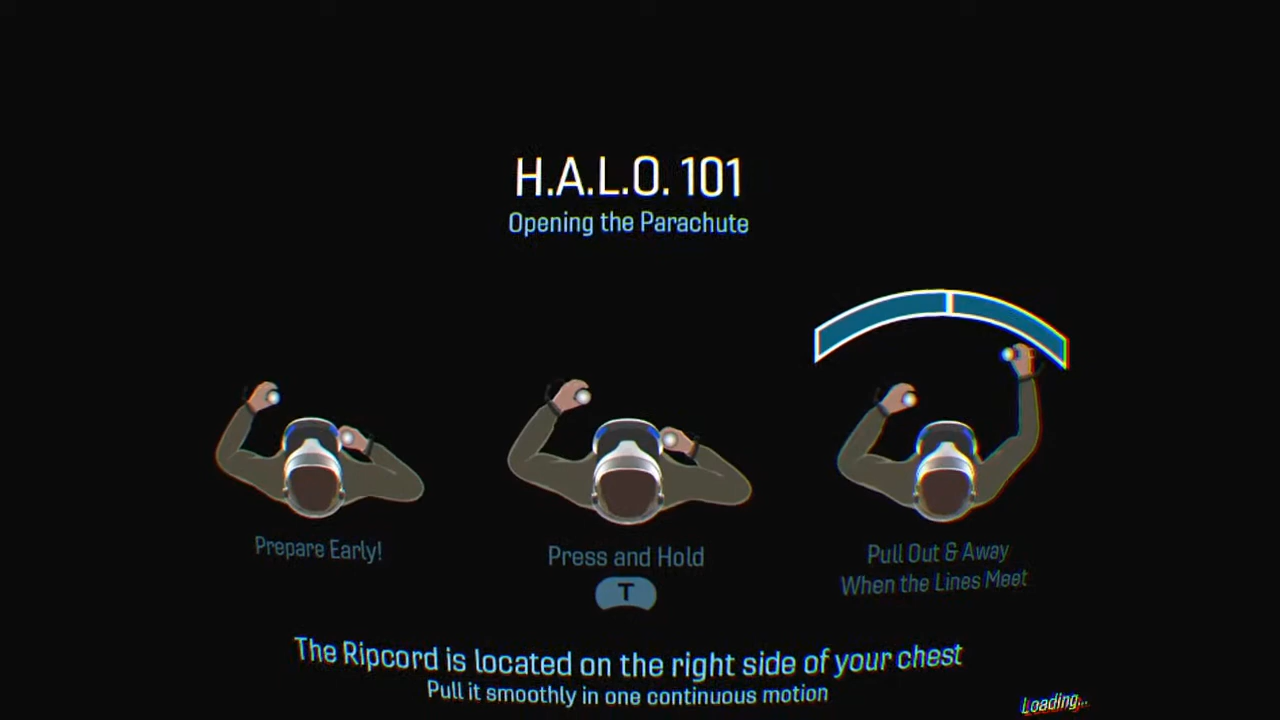 H.A.L.O. 101
Opening the Parachute
Prepare Early!
Press and Hold
T
Pull Out & Away
When the Lines Meet
The Ripcord is located on the right side of your chest
Pull it smoothly in one continuous motion
Loading...